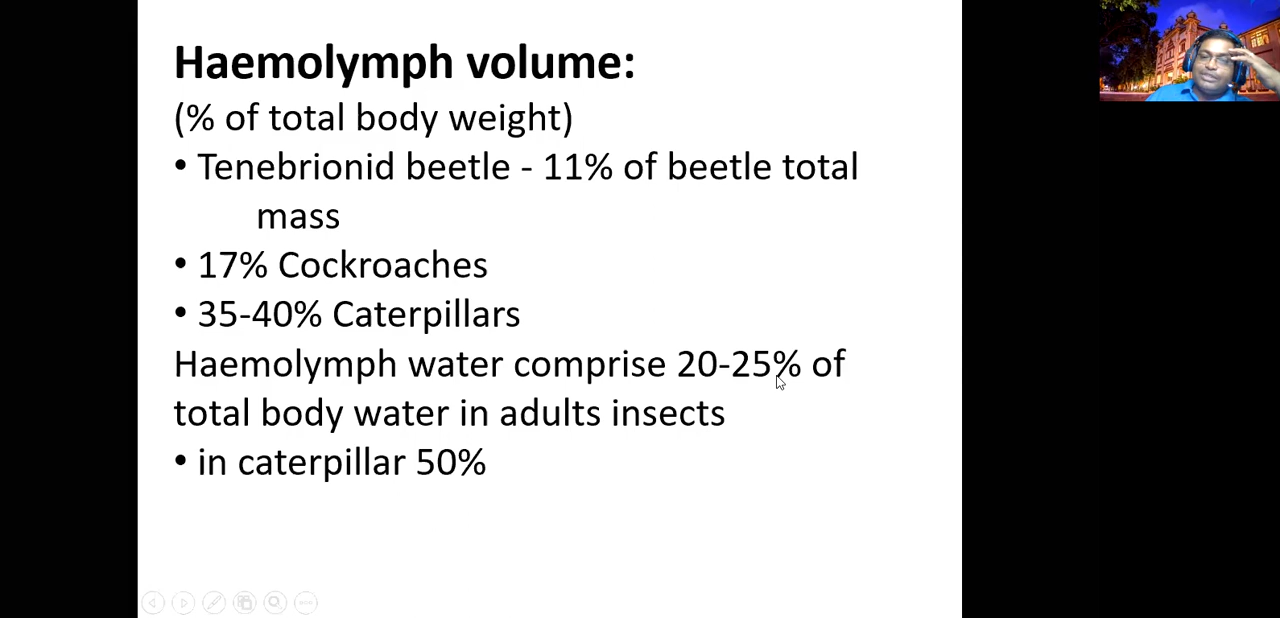 Haemolymph volume:
(% of total body weight)
• Tenebrionid beetle - 11% of beetle total
mass
• 17% Cockroaches
• 35-40% Caterpillars
Haemolymph water comprise 20-25% of
total body water in adults insects
• in caterpillar 50%